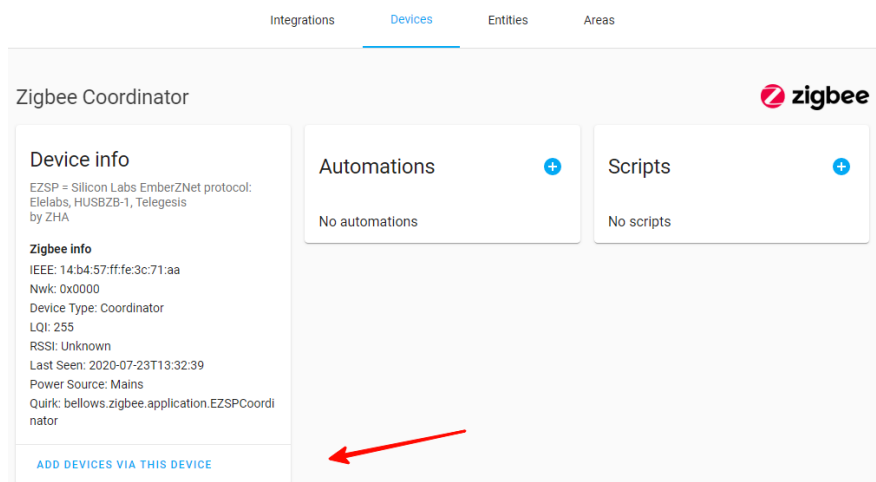 Integrations Devices Entities Areas
Zigbee Coordinator
zigbee
Device info
EZSP = Silicon Labs EmberZNet protocol:
Elelabs, HUSBZB-1, Telegesis
by ZHA
Zigbee info
IEEE: 14:b4:57:ff:fe:3c:71:aa
Nwk: 0x0000
Device Type: Coordinator
LQI: 255
RSSI: Unknown
Last Seen: 2020-07-23T13:32:39
Power Source: Mains
Quirk: bellows.zigbee.application.EZSPCoordi
nator
ADD DEVICES VIA THIS DEVICE
Automations
No automations
Scripts
No scripts